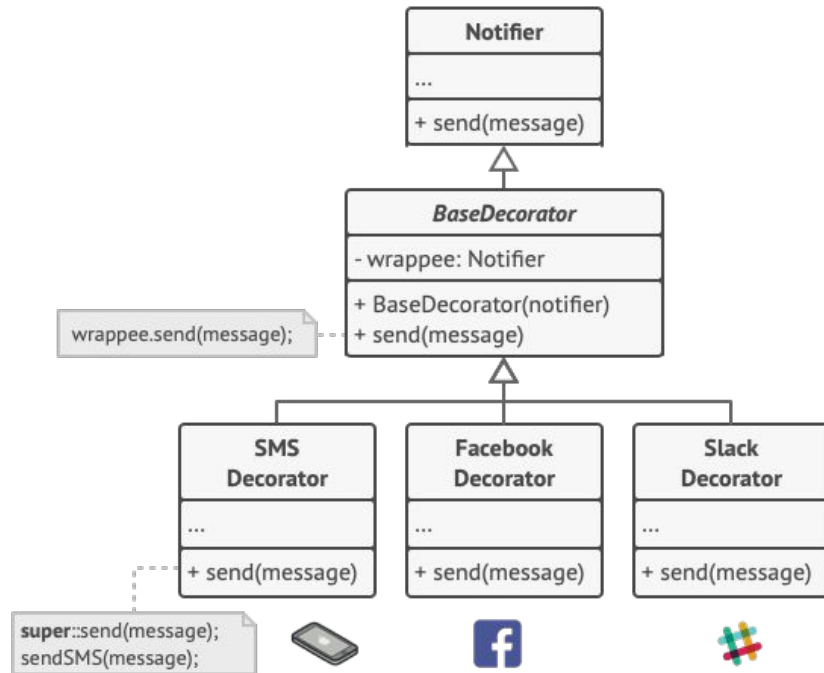 Notifier
...
+ send(message)
BaseDecorator
- wrappee: Notifier
+ BaseDecorator(notifier)
+ send(message)
wrappee.send(message);
SMS
Decorator
...
+ send(message)
Facebook
Decorator
...
+ send(message)
Slack
Decorator
...
+ send(message)
super::send(message);
sendSMS(message);